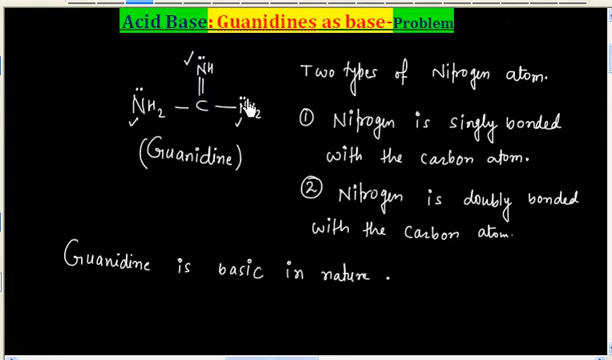 Acid Base: Guanidines as base-Problem
NH
NH2 — C — NH2
(Guanidine)
Two types of Nitrogen atom.
① Nitrogen is singly bonded
with the carbon atom.
② Nitrogen is doubly bonded
with the carbon atom.
Guanidine is basic in nature.